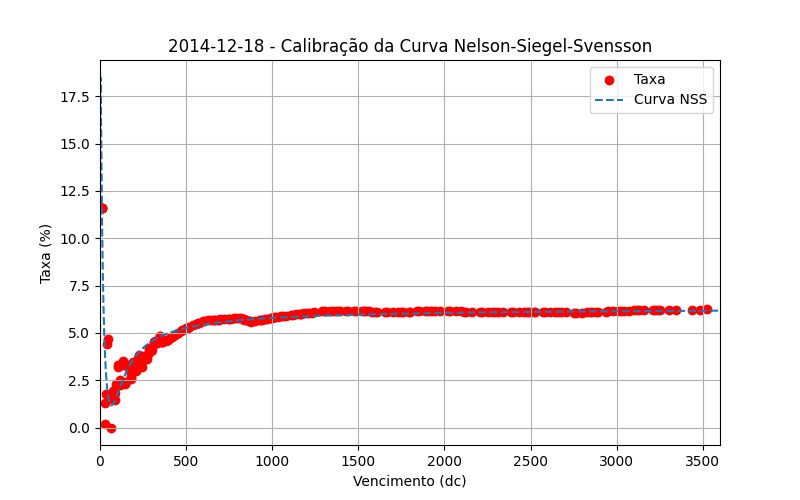 2014-12-18 - Calibração da Curva Nelson-Siegel-Svensson
Taxa
Curva NSS
Taxa (%)
17.5
15.0
12.5
10.0
7.5
5.0
2.5
0.0
0 500 1000 1500 2000 2500 3000 3500
Vencimento (dc)